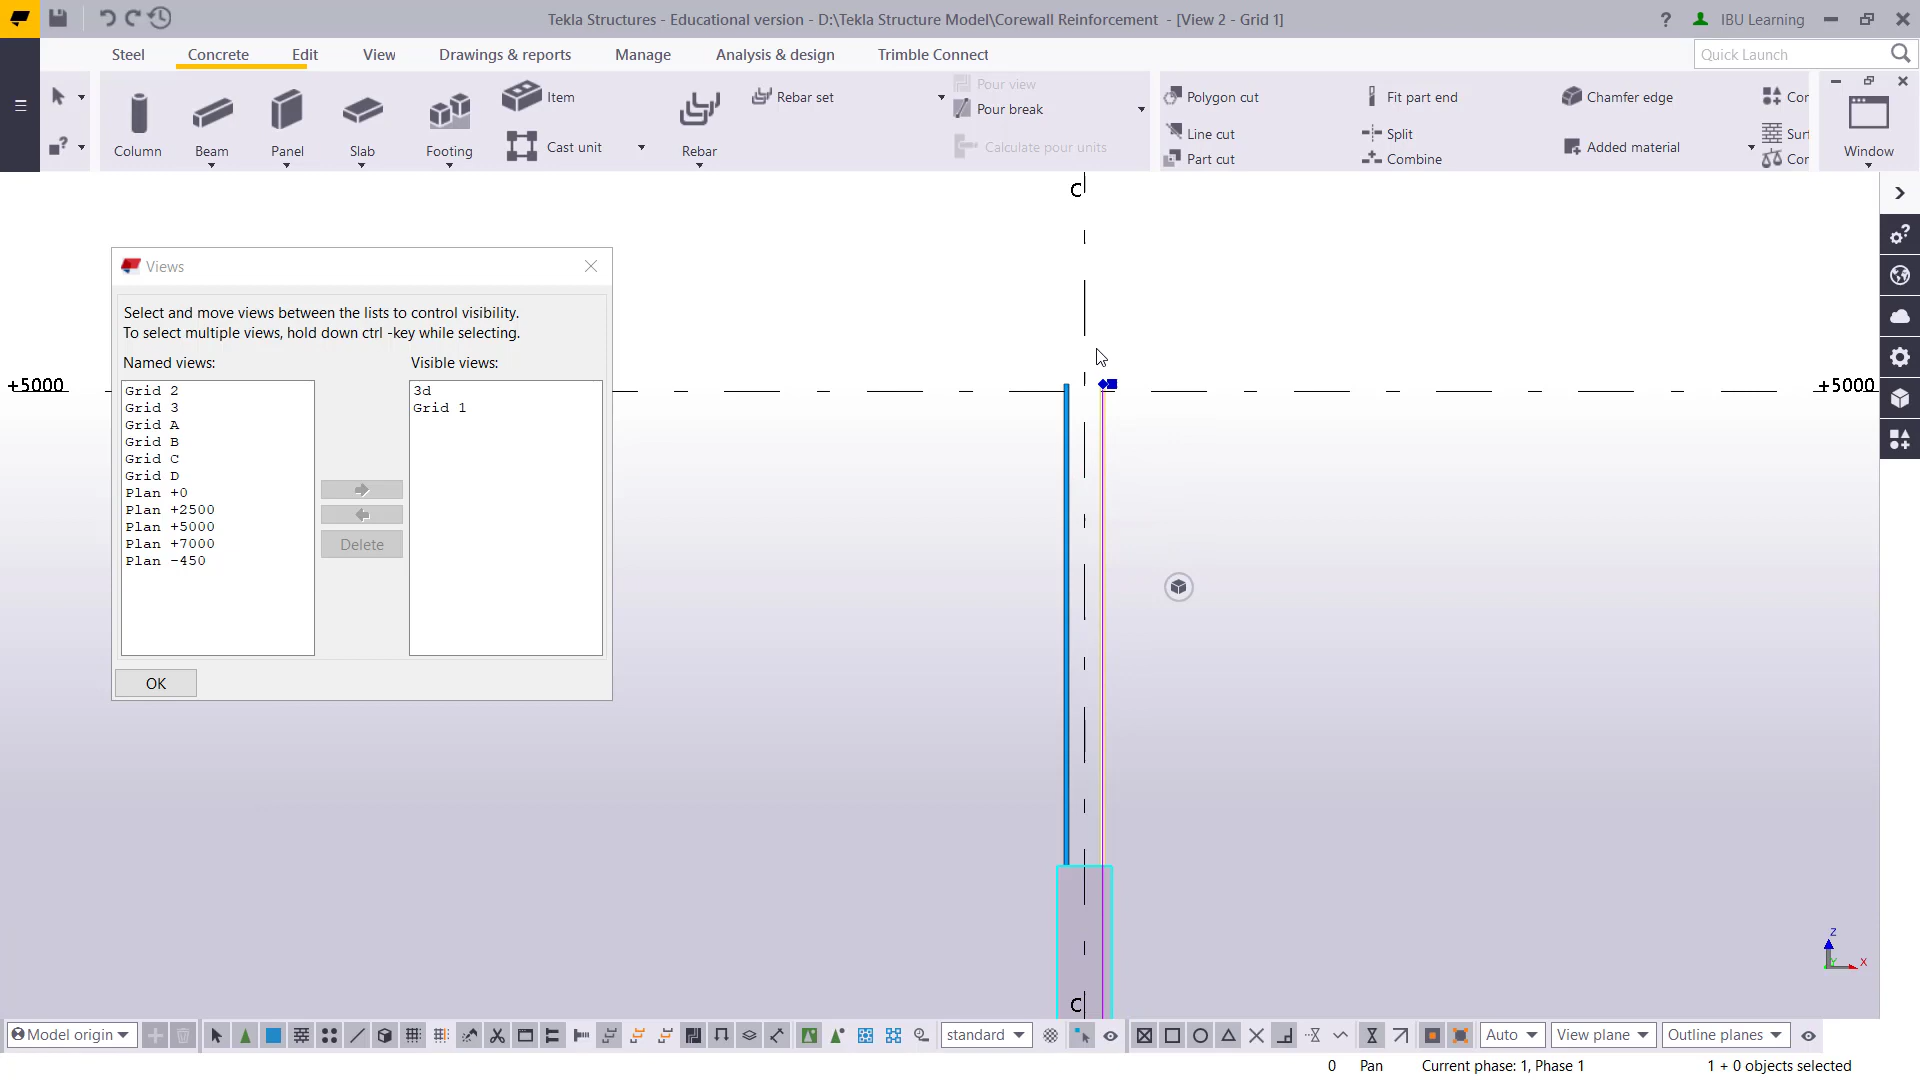 Tekla Structures - Educational version - D:\Tekla Structure Model\Corewall Reinforcement - [View 2 - Grid 1]
? IBU Learning
Steel Concrete Edit View Drawings & reports Manage Analysis & design Trimble Connect
Quick Launch
Column
Beam
Panel
Slab
Footing
Item
Cast unit
Rebar
Rebar set
Pour view
Pour break
Calculate pour units
Polygon cut
Line cut
Part cut
Fit part end
Split
Combine
Chamfer edge
Added material
Cor
Surf
Cor
Window
C
Views
Select and move views between the lists to control visibility.
To select multiple views, hold down ctrl -key while selecting.
Named views:
Visible views:
Grid 2
Grid 3
Grid A
Grid B
Grid C
Grid D
Plan +0
Plan +2500
Plan +5000
Plan +7000
Plan -450
3d
Grid 1
Delete
OK
+5000
+5000
C
Z
Y
X
Model origin
standard
Auto
View plane
Outline planes
0 Pan Current phase: 1, Phase 1 1 + 0 objects selected